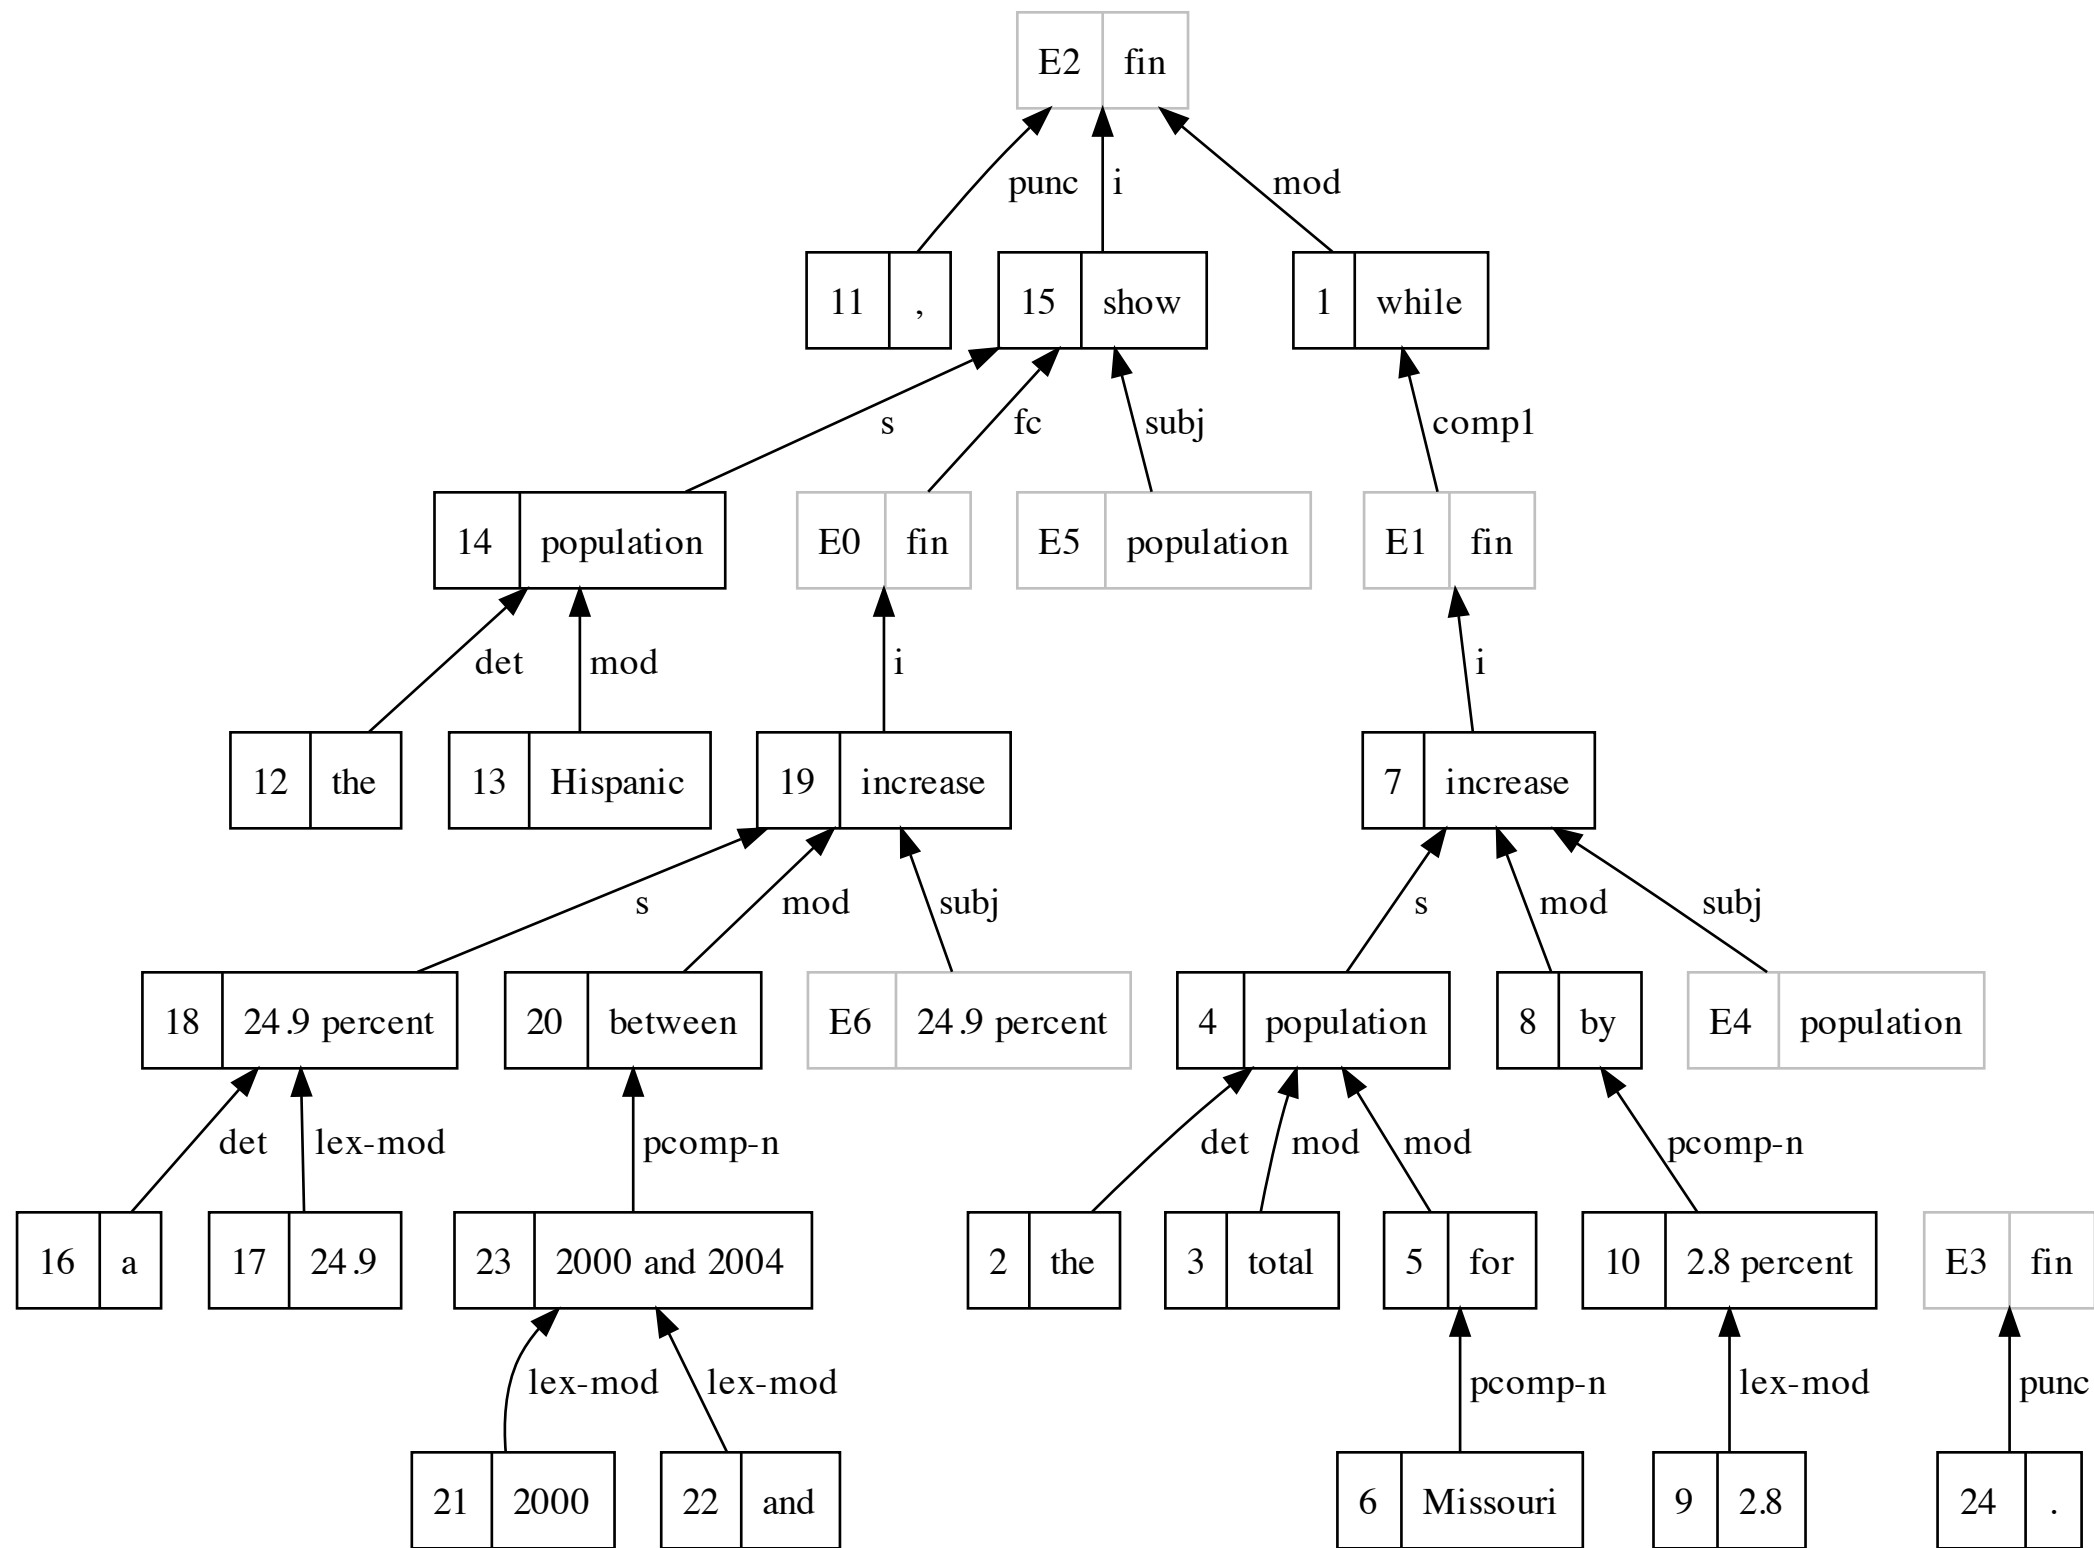 E2 fin
punc i mod
11 , 15 show 1 while
s fc subj comp1
14 population E0 fin E5 population E1 fin
det mod i i
12 the 13 Hispanic 19 increase 7 increase
s mod subj s mod subj
18 24.9 percent 20 between E6 24.9 percent 4 population 8 by E4 population
det lex-mod pcomp-n det mod mod pcomp-n
16 a 17 24.9 23 2000 and 2004 2 the 3 total 5 for 10 2.8 percent E3 fin
lex-mod lex-mod pcomp-n lex-mod punc
21 2000 22 and 6 Missouri 9 2.8 24 .